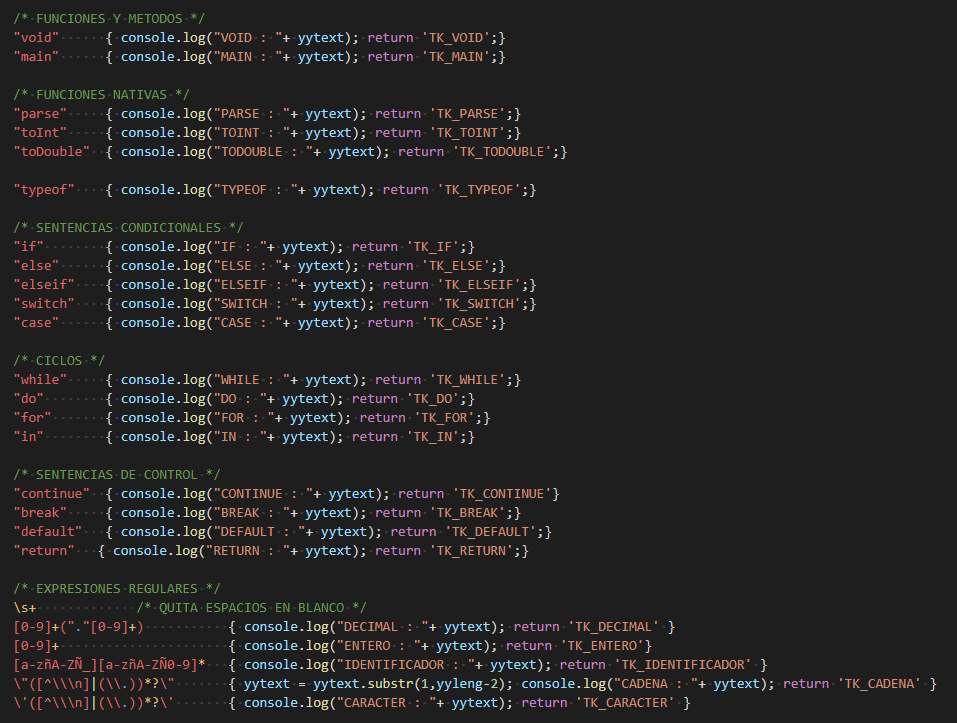 /* FUNCIONES Y METODOS */
"void"      { console.log("VOID : "+ yytext); return 'TK_VOID';}
"main"      { console.log("MAIN : "+ yytext); return 'TK_MAIN';}
/* FUNCIONES NATIVAS */
"parse"     { console.log("PARSE : "+ yytext); return 'TK_PARSE';}
"toInt"     { console.log("TOINT : "+ yytext); return 'TK_TOINT';}
"toDouble"  { console.log("TODOUBLE : "+ yytext); return 'TK_TODOUBLE';}
"typeof"    { console.log("TYPEOF : "+ yytext); return 'TK_TYPEOF';}
/* SENTENCIAS CONDICIONALES */
"if"        { console.log("IF : "+ yytext); return 'TK_IF';}
"else"      { console.log("ELSE : "+ yytext); return 'TK_ELSE';}
"elseif"    { console.log("ELSEIF : "+ yytext); return 'TK_ELSEIF';}
"switch"    { console.log("SWITCH : "+ yytext); return 'TK_SWITCH';}
"case"      { console.log("CASE : "+ yytext); return 'TK_CASE';}
/* CICLOS */
"while"     { console.log("WHILE : "+ yytext); return 'TK_WHILE';}
"do"        { console.log("DO : "+ yytext); return 'TK_DO';}
"for"       { console.log("FOR : "+ yytext); return 'TK_FOR';}
"in"        { console.log("IN : "+ yytext); return 'TK_IN';}
/* SENTENCIAS DE CONTROL */
"continue"  { console.log("CONTINUE : "+ yytext); return 'TK_CONTINUE'}
"break"     { console.log("BREAK : "+ yytext); return 'TK_BREAK';}
"default"   { console.log("DEFAULT : "+ yytext); return 'TK_DEFAULT';}
"return"   { console.log("RETURN : "+ yytext); return 'TK_RETURN';}
/* EXPRESIONES REGULARES */
\s+             /* QUITA ESPACIOS EN BLANCO */
[0-9]+("."[0-9]+)           { console.log("DECIMAL : "+ yytext); return 'TK_DECIMAL' }
[0-9]+                      { console.log("ENTERO : "+ yytext); return 'TK_ENTERO'}
[a-zñA-ZÑ_][a-zñA-ZÑ0-9]*   { console.log("IDENTIFICADOR : "+ yytext); return 'TK_IDENTIFICADOR' }
\"([^\\\n]|(\\.))*?\"       { yytext = yytext.substr(1,yyleng-2); console.log("CADENA : "+ yytext); return 'TK_CADENA' }
\'([^\\\n]|(\\.))*?\'       { console.log("CARACTER : "+ yytext); return 'TK_CARACTER' }